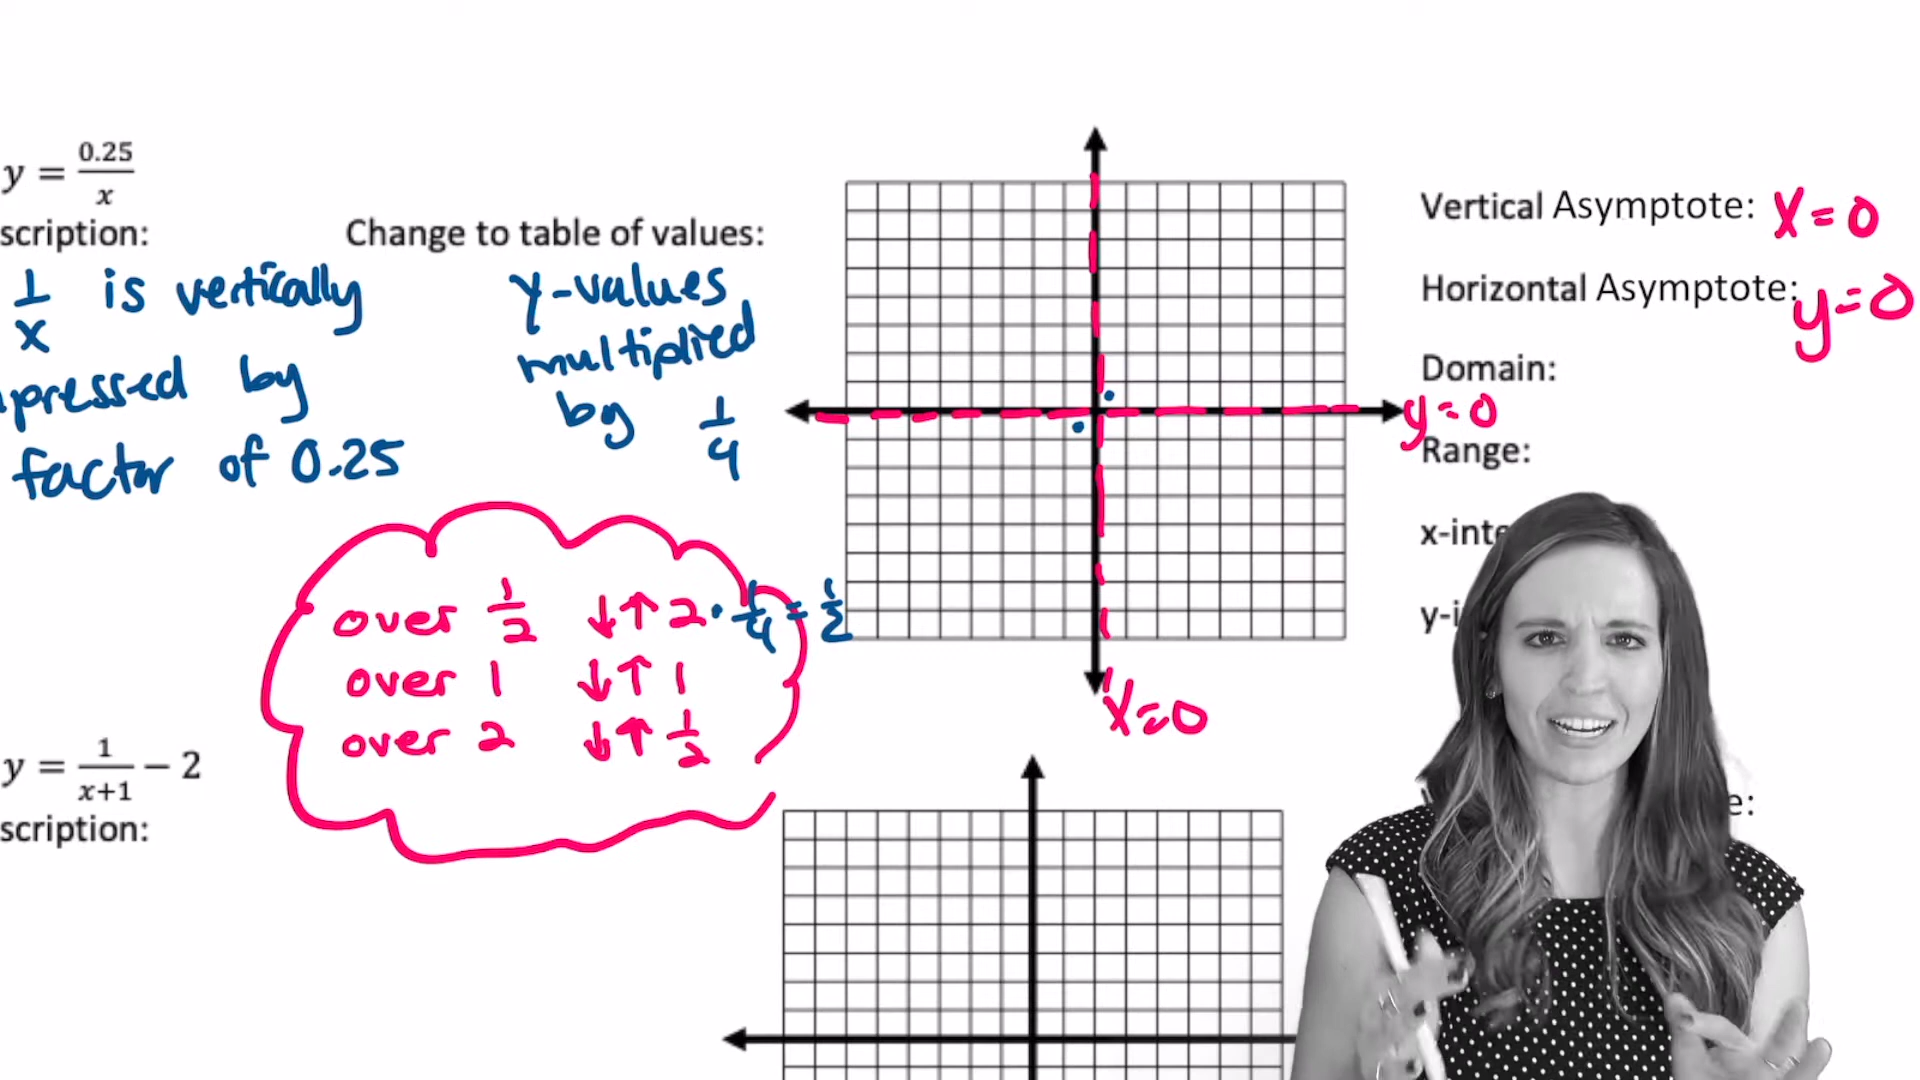 y = 0.25/x
scription:
Change to table of values:
1/x is vertically
pressed by
factor of 0.25
y-values
multiplied
by 1/4
over 1/2 ↓↑ 2 · 1/4 = 1/2
over 1 ↓↑ 1
over 2 ↓↑ 1/2
Vertical Asymptote: x=0
Horizontal Asymptote: y=0
Domain:
y=0
Range:
x-inte
y-i
x=0
y = 1/(x+1) − 2
scription:
e: